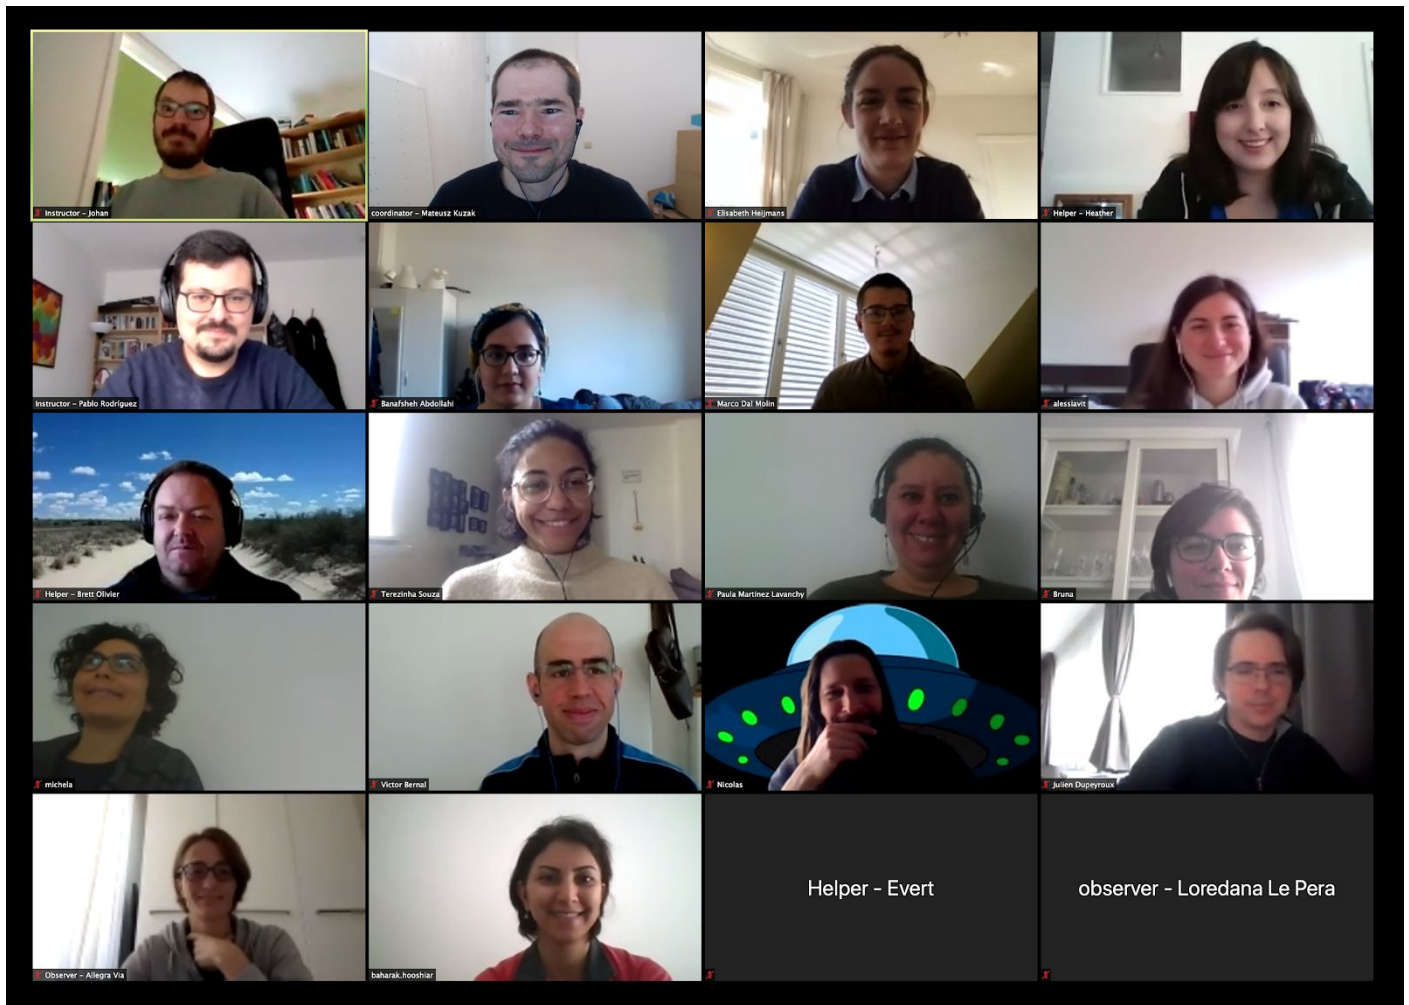 Instructor - Johan
coordinator - Mateusz Kuzak
Elisabeth Heijmans
Helper - Heather
Instructor - Pablo Rodríguez
Banafsheh Abdollahi
Marco Dal Molin
alessiavit
Helper - Brett Olivier
Terezinha Souza
Paula Martinez Lavanchy
Bruna
michela
Victor Bernal
Nicolas
Julien Dupeyroux
Observer - Allegra Via
baharak.hooshiar
Helper - Evert
observer - Loredana Le Pera